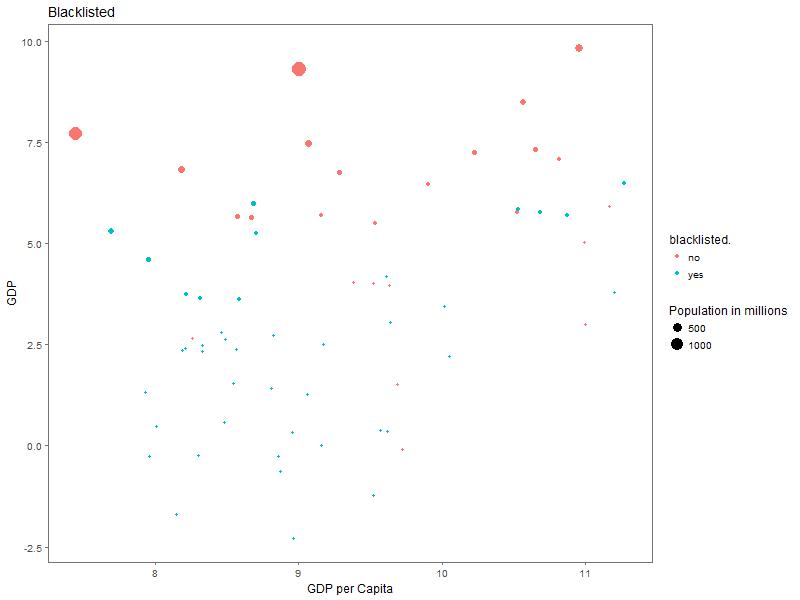 Blacklisted
10.0
7.5
5.0
2.5
0.0
-2.5
GDP
8 9 10 11
GDP per Capita
blacklisted.
no
yes
Population in millions
500
1000